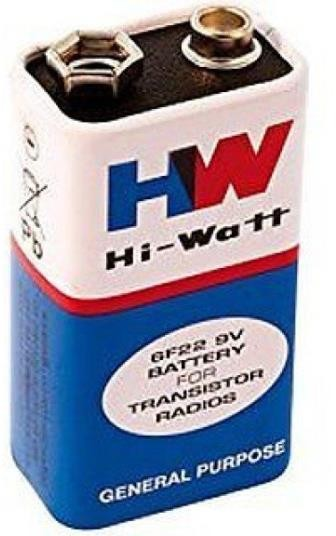 HW
Hi-Watt
6F22 9V
BATTERY
FOR
TRANSISTOR
RADIOS
GENERAL PURPOSE